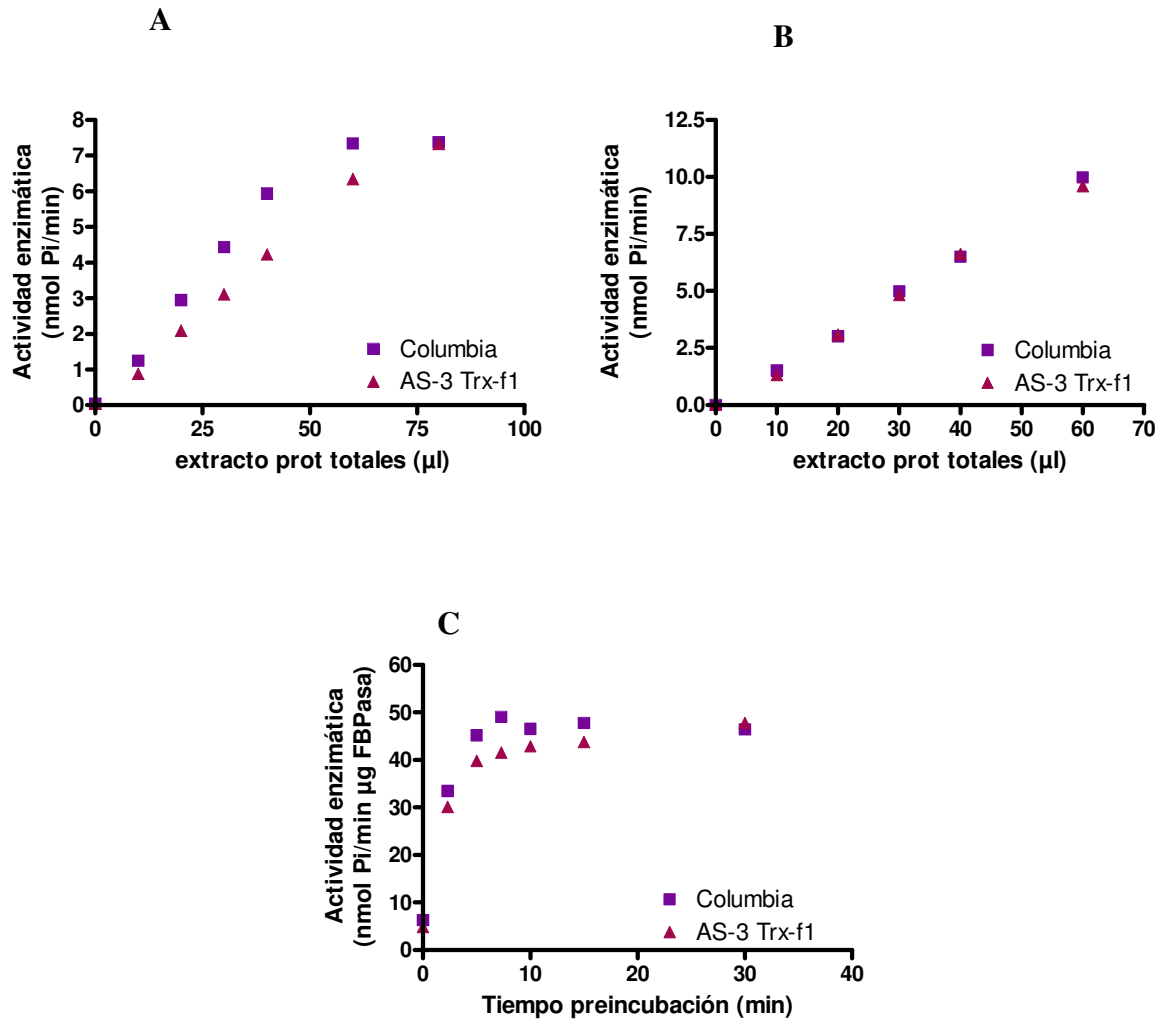 A
Actividad enzimática
(nmol Pi/min)
8
7
6
5
4
3
2
1
0
0 25 50 75 100
extracto prot totales (µl)
Columbia
AS-3 Trx-f1
B
Actividad enzimática
(nmol Pi/min)
12.5
10.0
7.5
5.0
2.5
0.0
0 10 20 30 40 50 60 70
extracto prot totales (µl)
Columbia
AS-3 Trx-f1
C
Actividad enzimática
(nmol Pi/min µg FBPasa)
60
50
40
30
20
10
0
0 10 20 30 40
Tiempo preincubación (min)
Columbia
AS-3 Trx-f1